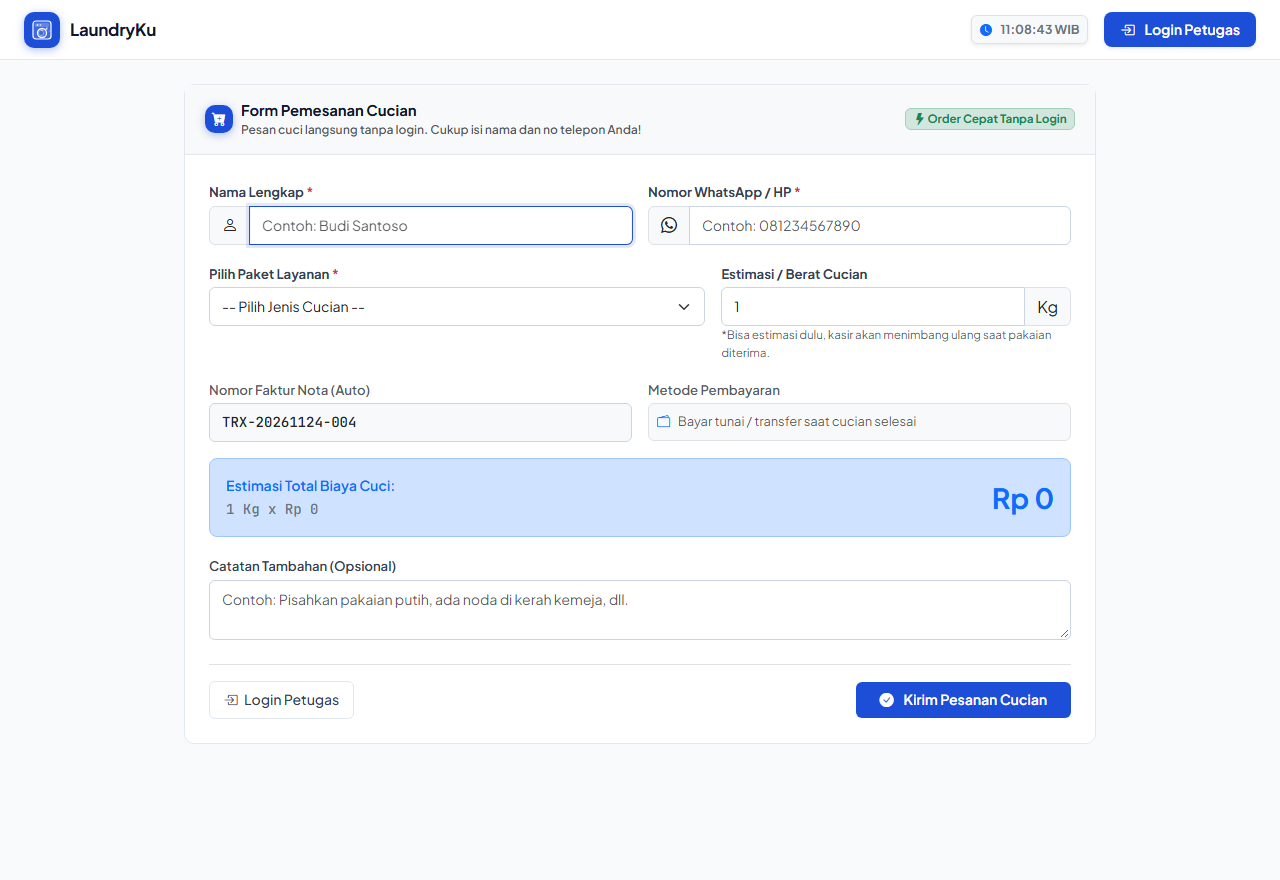 LaundryKu
11:08:43 WIB
Login Petugas
Form Pemesanan Cucian
Pesan cuci langsung tanpa login. Cukup isi nama dan no telepon Anda!
Order Cepat Tanpa Login
Nama Lengkap *
Nomor WhatsApp / HP *
Contoh: Budi Santoso
Contoh: 081234567890
Pilih Paket Layanan *
Estimasi / Berat Cucian
-- Pilih Jenis Cucian --
1
Kg
*Bisa estimasi dulu, kasir akan menimbang ulang saat pakaian
diterima.
Nomor Faktur Nota (Auto)
Metode Pembayaran
TRX-20261124-004
Bayar tunai / transfer saat cucian selesai
Estimasi Total Biaya Cuci:
1 Kg x Rp 0
Rp 0
Catatan Tambahan (Opsional)
Contoh: Pisahkan pakaian putih, ada noda di kerah kemeja, dll.
Login Petugas
Kirim Pesanan Cucian